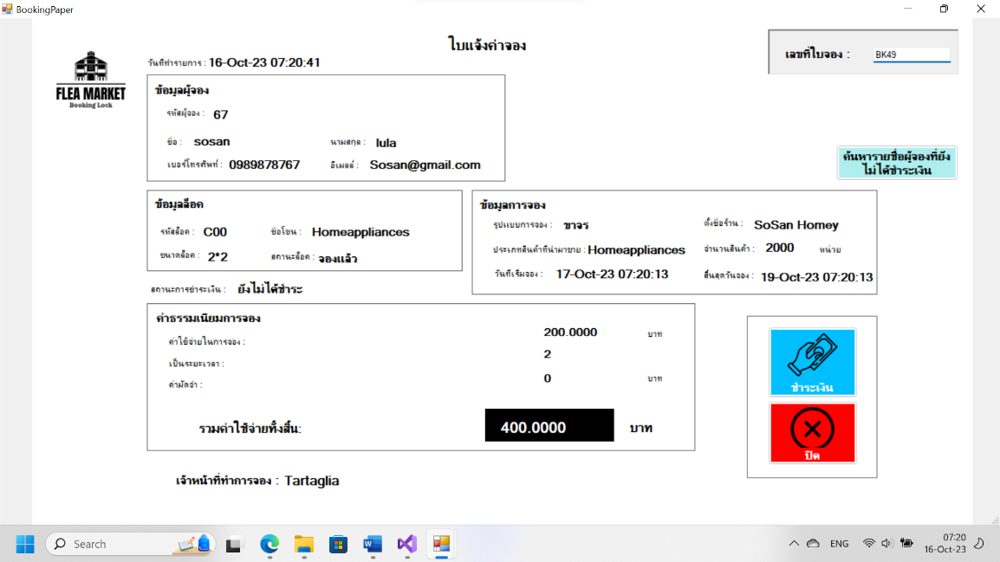 BookingPaper
ใบแจ้งค่าจอง
เลขที่ใบจอง : BK49
FLEA MARKET
Booking Lock
วันที่ทำรายการ : 16-Oct-23 07:20:41
ข้อมูลผู้จอง
รหัสผู้จอง : 67
ชื่อ : sosan นามสกุล : lula
เบอร์โทรศัพท์ : 0989878767 อีเมลล์ : Sosan@gmail.com
ค้นหารายชื่อผู้จองที่ยัง
ไม่ได้ชำระเงิน
ข้อมูลล็อค
รหัสล็อค : C00 ชื่อโซน : Homeappliances
ขนาดล็อค : 2*2 สถานะล็อค : จองแล้ว
ข้อมูลการจอง
รูปแบบการจอง : ขาจร ตั้งชื่อร้าน : SoSan Homey
ประเภทสินค้าที่นำมาขาย : Homeappliances จำนวนสินค้า : 2000 หน่วย
วันที่เริ่มจอง : 17-Oct-23 07:20:13 สิ้นสุดวันจอง : 19-Oct-23 07:20:13
สถานะการชำระเงิน : ยังไม่ได้ชำระ
ค่าธรรมเนียมการจอง
ค่าใช้จ่ายในการจอง : 200.0000 บาท
เป็นระยะเวลา : 2
ค่ามัดจำ : 0 บาท
รวมค่าใช้จ่ายทั้งสิ้น: 400.0000 บาท
ชำระเงิน
ปิด
เจ้าหน้าที่ทำการจอง : Tartaglia
Search
ENG
07:20
16-Oct-23